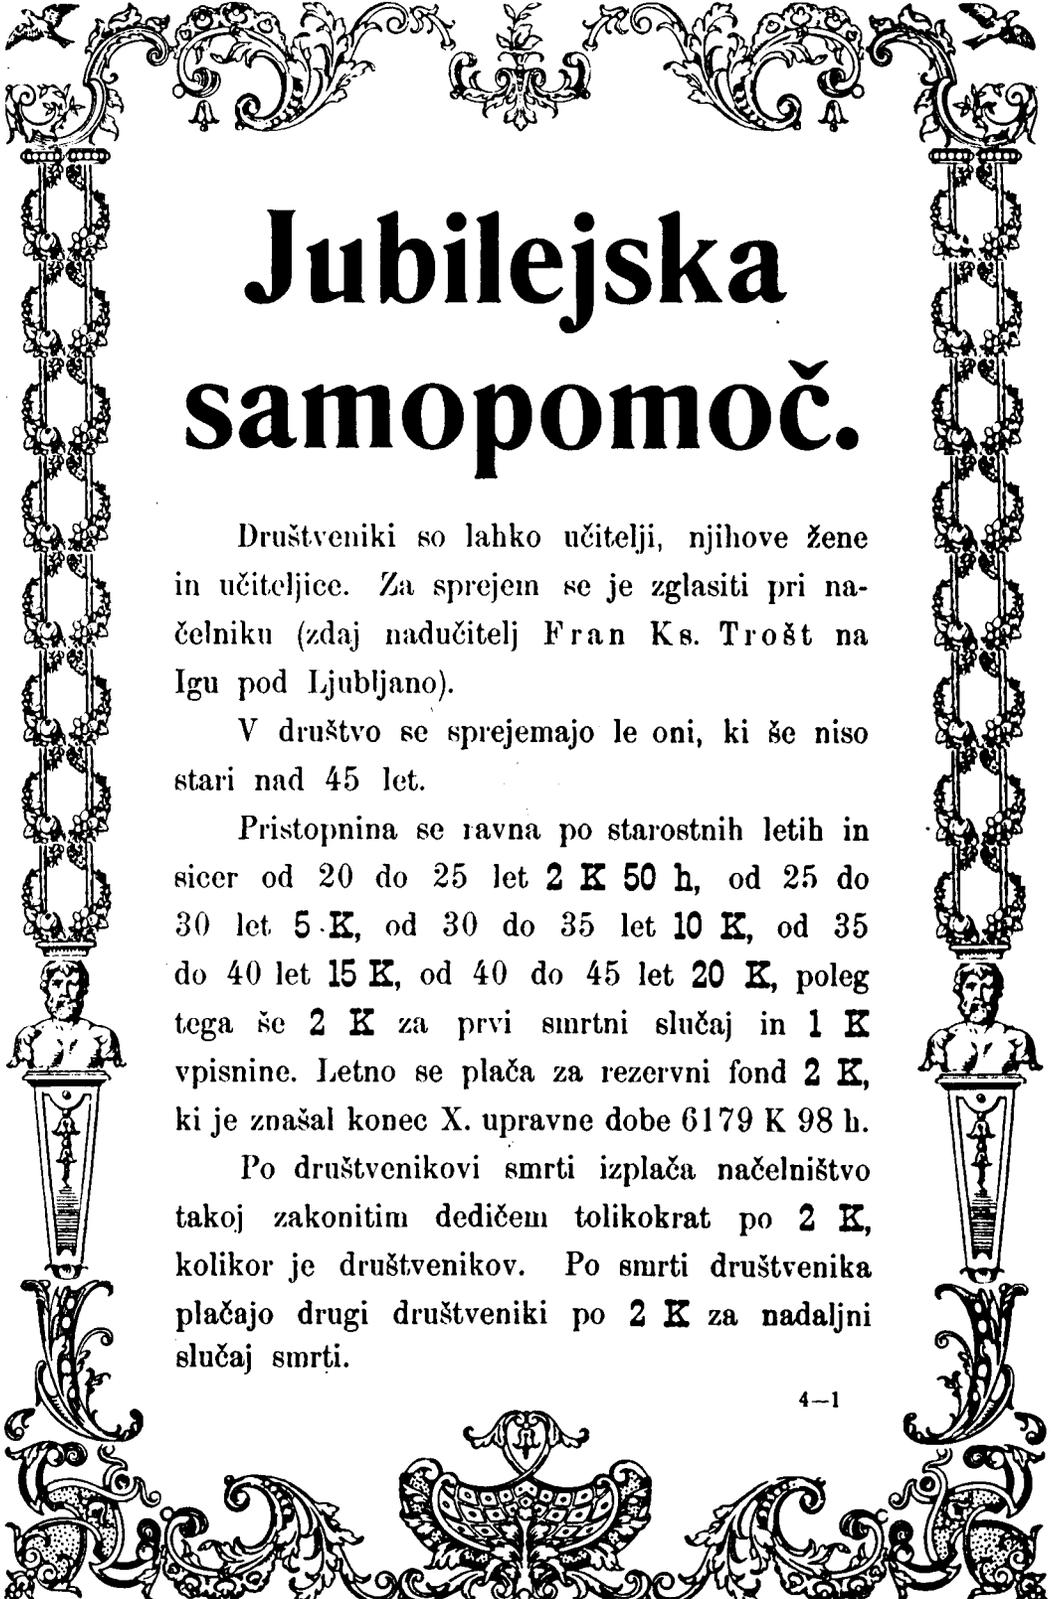 Jubilejska
samopomoč.
Društveniki so lahko učitelji, njihove žene
in učiteljice. Za sprejem se je zglasiti pri na-
čelniku (zdaj nadučitelj Fran Ks. Trošt na
Igu pod Ljubljano).
V društvo se sprejemajo le oni, ki še niso
stari nad 45 let.
Pristopnina se ravna po starostnih letih in
sicer od 20 do 25 let 2 K 50 h, od 25 do
30 let 5 K, od 30 do 35 let 10 K, od 35
do 40 let 15 K, od 40 do 45 let 20 K, poleg
tega še 2 K za prvi smrtni slučaj in 1 K
vpisnine. Letno se plača za rezervni fond 2 K,
ki je znašal konec X. upravne dobe 6179 K 98 h.
Po društvenikovi smrti izplača načelništvo
takoj zakonitim dedičem tolikokrat po 2 K,
kolikor je društvenikov. Po smrti društvenika
plačajo drugi društveniki po 2 K za nadaljni
slučaj smrti.
4—1